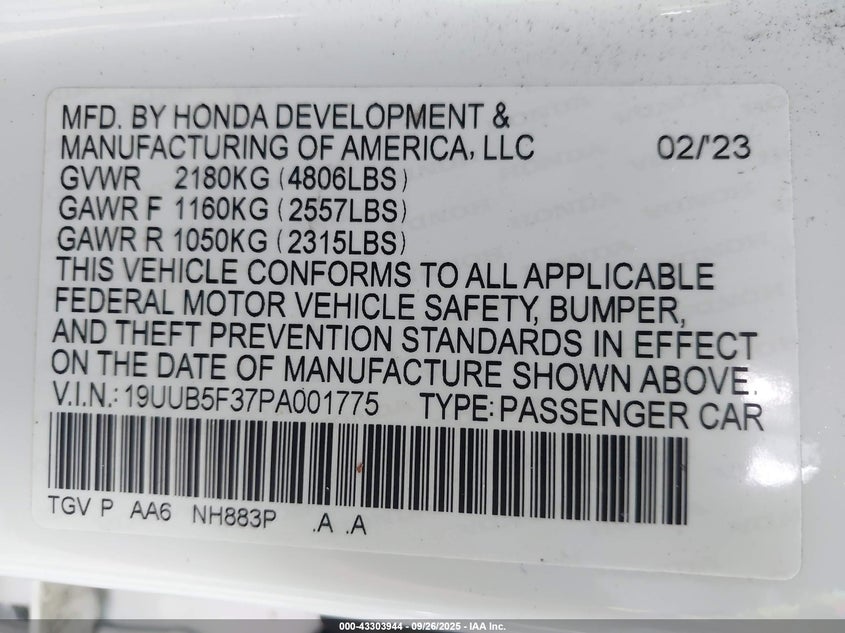 MFD. BY HONDA DEVELOPMENT &
MANUFACTURING OF AMERICA, LLC 02/'23
GVWR 2180KG (4806LBS)
GAWR F 1160KG (2557LBS)
GAWR R 1050KG (2315LBS)
THIS VEHICLE CONFORMS TO ALL APPLICABLE
FEDERAL MOTOR VEHICLE SAFETY, BUMPER,
AND THEFT PREVENTION STANDARDS IN EFFECT
ON THE DATE OF MANUFACTURE SHOWN ABOVE.
V.I.N.: 19UUB5F37PA001775 TYPE: PASSENGER CAR
TGV P AA6 NH883P .A .A
000-43303944 - 09/26/2025 - IAA Inc.